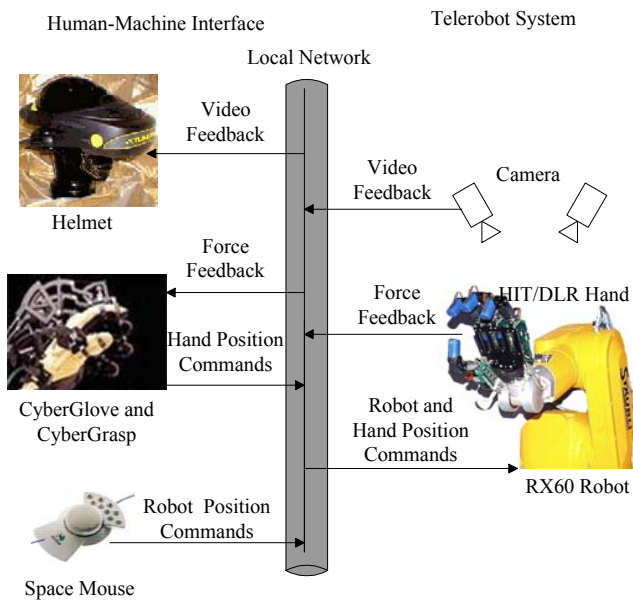 Human-Machine Interface
Telerobot System
Local Network
Video
Feedback
Helmet
Video
Feedback
Camera
Force
Feedback
Hand Position
Commands
CyberGlove and
CyberGrasp
Force
Feedback
HIT/DLR Hand
STÄUBLI
Robot and
Hand Position
Commands
RX60 Robot
Robot Position
Commands
Space Mouse